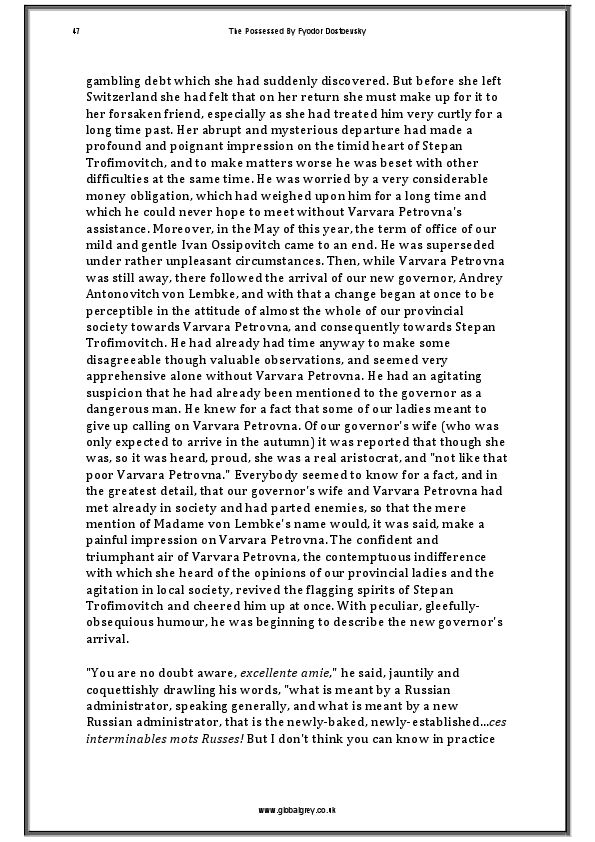 47
The Possessed By Fyodor Dostoevsky
gambling debt which she had suddenly discovered. But before she left
Switzerland she had felt that on her return she must make up for it to
her forsaken friend, especially as she had treated him very curtly for a
long time past. Her abrupt and mysterious departure had made a
profound and poignant impression on the timid heart of Stepan
Trofimovitch, and to make matters worse he was beset with other
difficulties at the same time. He was worried by a very considerable
money obligation, which had weighed upon him for a long time and
which he could never hope to meet without Varvara Petrovna's
assistance. Moreover, in the May of this year, the term of office of our
mild and gentle Ivan Ossipovitch came to an end. He was superseded
under rather unpleasant circumstances. Then, while Varvara Petrovna
was still away, there followed the arrival of our new governor, Andrey
Antonovitch von Lembke, and with that a change began at once to be
perceptible in the attitude of almost the whole of our provincial
society towards Varvara Petrovna, and consequently towards Stepan
Trofimovitch. He had already had time anyway to make some
disagreeable though valuable observations, and seemed very
apprehensive alone without Varvara Petrovna. He had an agitating
suspicion that he had already been mentioned to the governor as a
dangerous man. He knew for a fact that some of our ladies meant to
give up calling on Varvara Petrovna. Of our governor's wife (who was
only expected to arrive in the autumn) it was reported that though she
was, so it was heard, proud, she was a real aristocrat, and "not like that
poor Varvara Petrovna." Everybody seemed to know for a fact, and in
the greatest detail, that our governor's wife and Varvara Petrovna had
met already in society and had parted enemies, so that the mere
mention of Madame von Lembke's name would, it was said, make a
painful impression on Varvara Petrovna. The confident and
triumphant air of Varvara Petrovna, the contemptuous indifference
with which she heard of the opinions of our provincial ladies and the
agitation in local society, revived the flagging spirits of Stepan
Trofimovitch and cheered him up at once. With peculiar, gleefully-
obsequious humour, he was beginning to describe the new governor's
arrival.
"You are no doubt aware, excellente amie," he said, jauntily and
coquettishly drawling his words, "what is meant by a Russian
administrator, speaking generally, and what is meant by a new
Russian administrator, that is the newly-baked, newly-established...ces
interminables mots Russes! But I don't think you can know in practice
www.globalgrey.co.uk